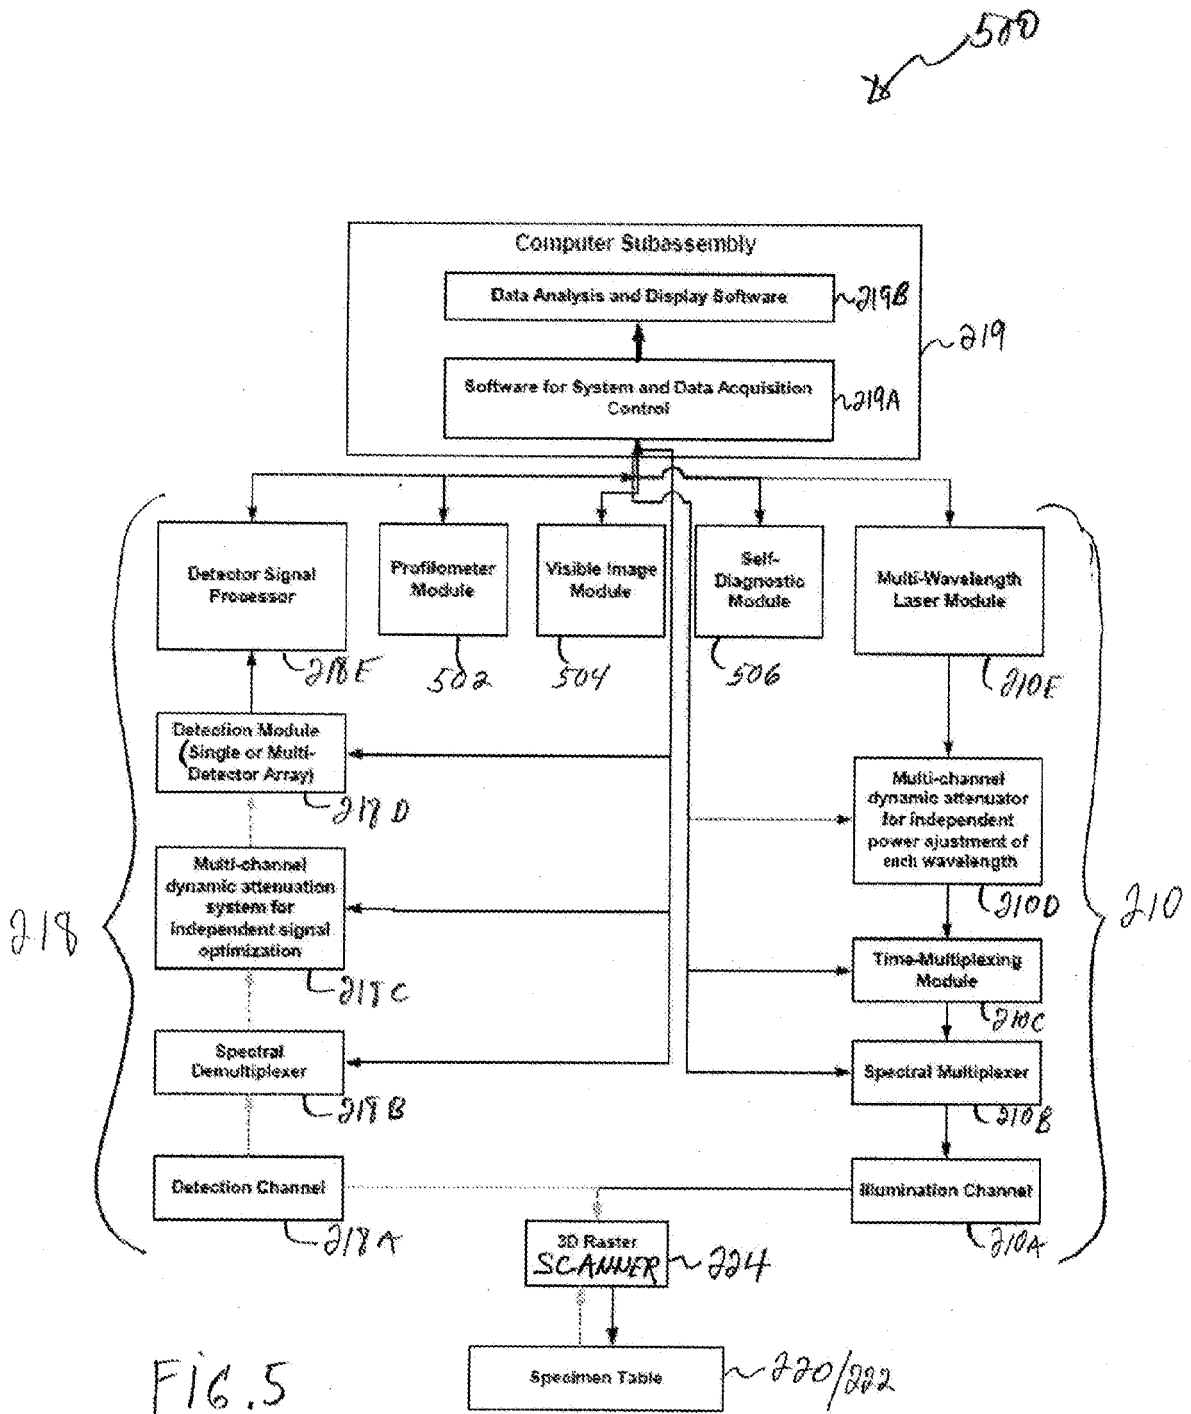 500
Computer Subassembly
Data Analysis and Display Software
219B
219
Software for System and Data Acquisition
Control
219A
Detector Signal
Processor
218E
Profilometer
Module
502
Visible Image
Module
504
Self-
Diagnostic
Module
506
Multi-Wavelength
Laser Module
210E
Detection Module
(Single or Multi-
Detector Array)
218D
Multi-channel
dynamic attenuator
for independent
power ajustment of
each wavelength
210D
218
Multi-channel
dynamic attenuation
system for
independent signal
optimization
218C
210
Time-Multiplexing
Module
210C
Spectral
Demultiplexer
218B
Spectral Multiplexer
210B
Detection Channel
218A
Illumination Channel
210A
3D Raster
SCANNER
224
Specimen Table
220/222
FIG.5